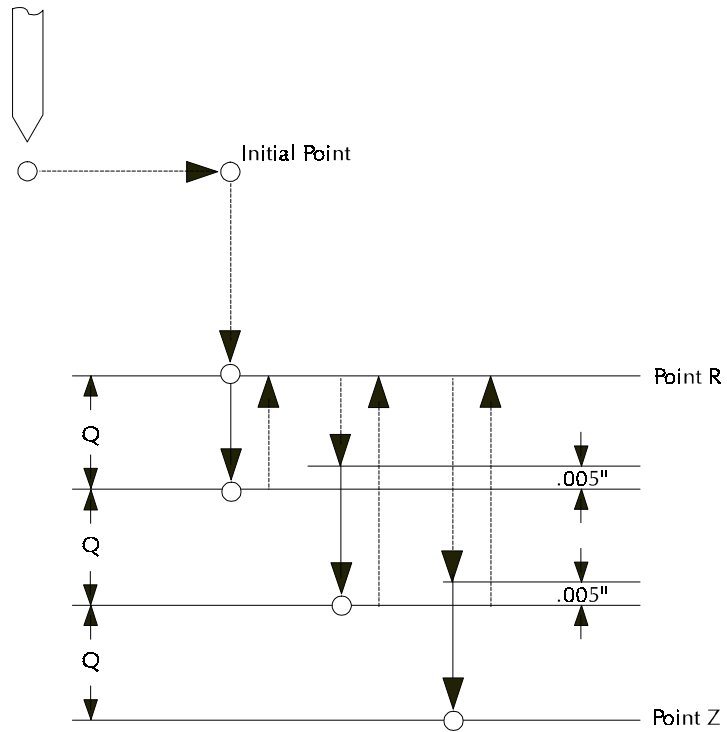 Initial Point
Point R
Q
.005"
Q
.005"
Q
Point Z